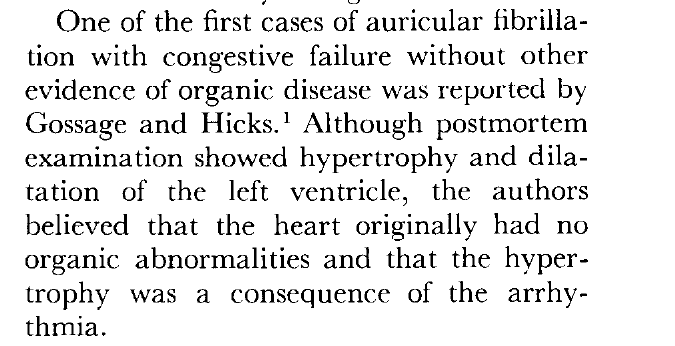 One of the first cases of auricular fibrilla-
tion with congestive failure without other
evidence of organic disease was reported by
Gossage and Hicks.¹ Although postmortem
examination showed hypertrophy and dila-
tation of the left ventricle, the authors
believed that the heart originally had no
organic abnormalities and that the hyper-
trophy was a consequence of the arrhy-
thmia.